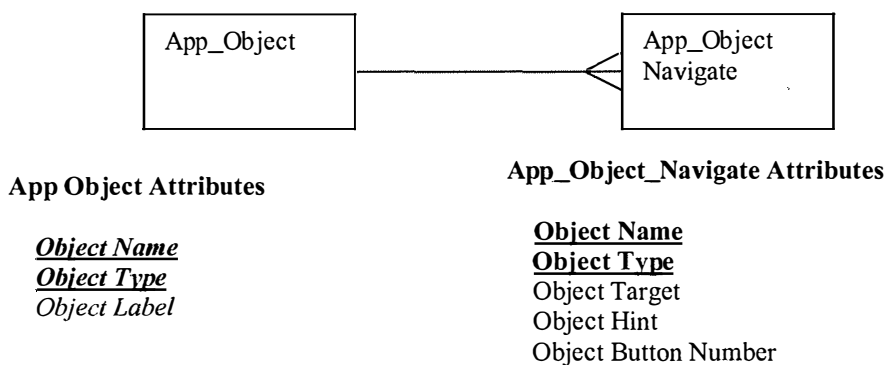 App_Object
App_Object
Navigate
App Object Attributes
Object Name
Object Type
Object Label
App_Object_Navigate Attributes
Object Name
Object Type
Object Target
Object Hint
Object Button Number